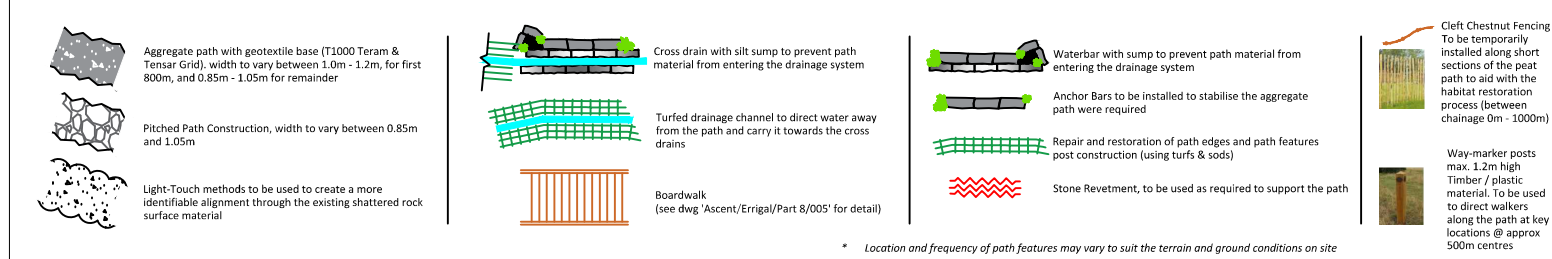 Aggregate path with geotextile base (T1000 Teram &
Tensar Grid). width to vary between 1.0m - 1.2m, for first
800m, and 0.85m - 1.05m for remainder
Pitched Path Construction, width to vary between 0.85m
and 1.05m
Light-Touch methods to be used to create a more
identifiable alignment through the existing shattered rock
surface material
Cross drain with silt sump to prevent path
material from entering the drainage system
Turfed drainage channel to direct water away
from the path and carry it towards the cross
drains
Boardwalk
(see dwg 'Ascent/Errigal/Part 8/005' for detail)
Waterbar with sump to prevent path material from
entering the drainage system
Anchor Bars to be installed to stabilise the aggregate
path were required
Repair and restoration of path edges and path features
post construction (using turfs & sods)
Stone Revetment, to be used as required to support the path
Cleft Chestnut Fencing
To be temporarily
installed along short
sections of the peat
path to aid with the
habitat restoration
process (between
chainage 0m - 1000m)
Way-marker posts
max. 1.2m high
Timber / plastic
material. To be used
to direct walkers
along the path at key
locations @ approx
500m centres
* Location and frequency of path features may vary to suit the terrain and ground conditions on site